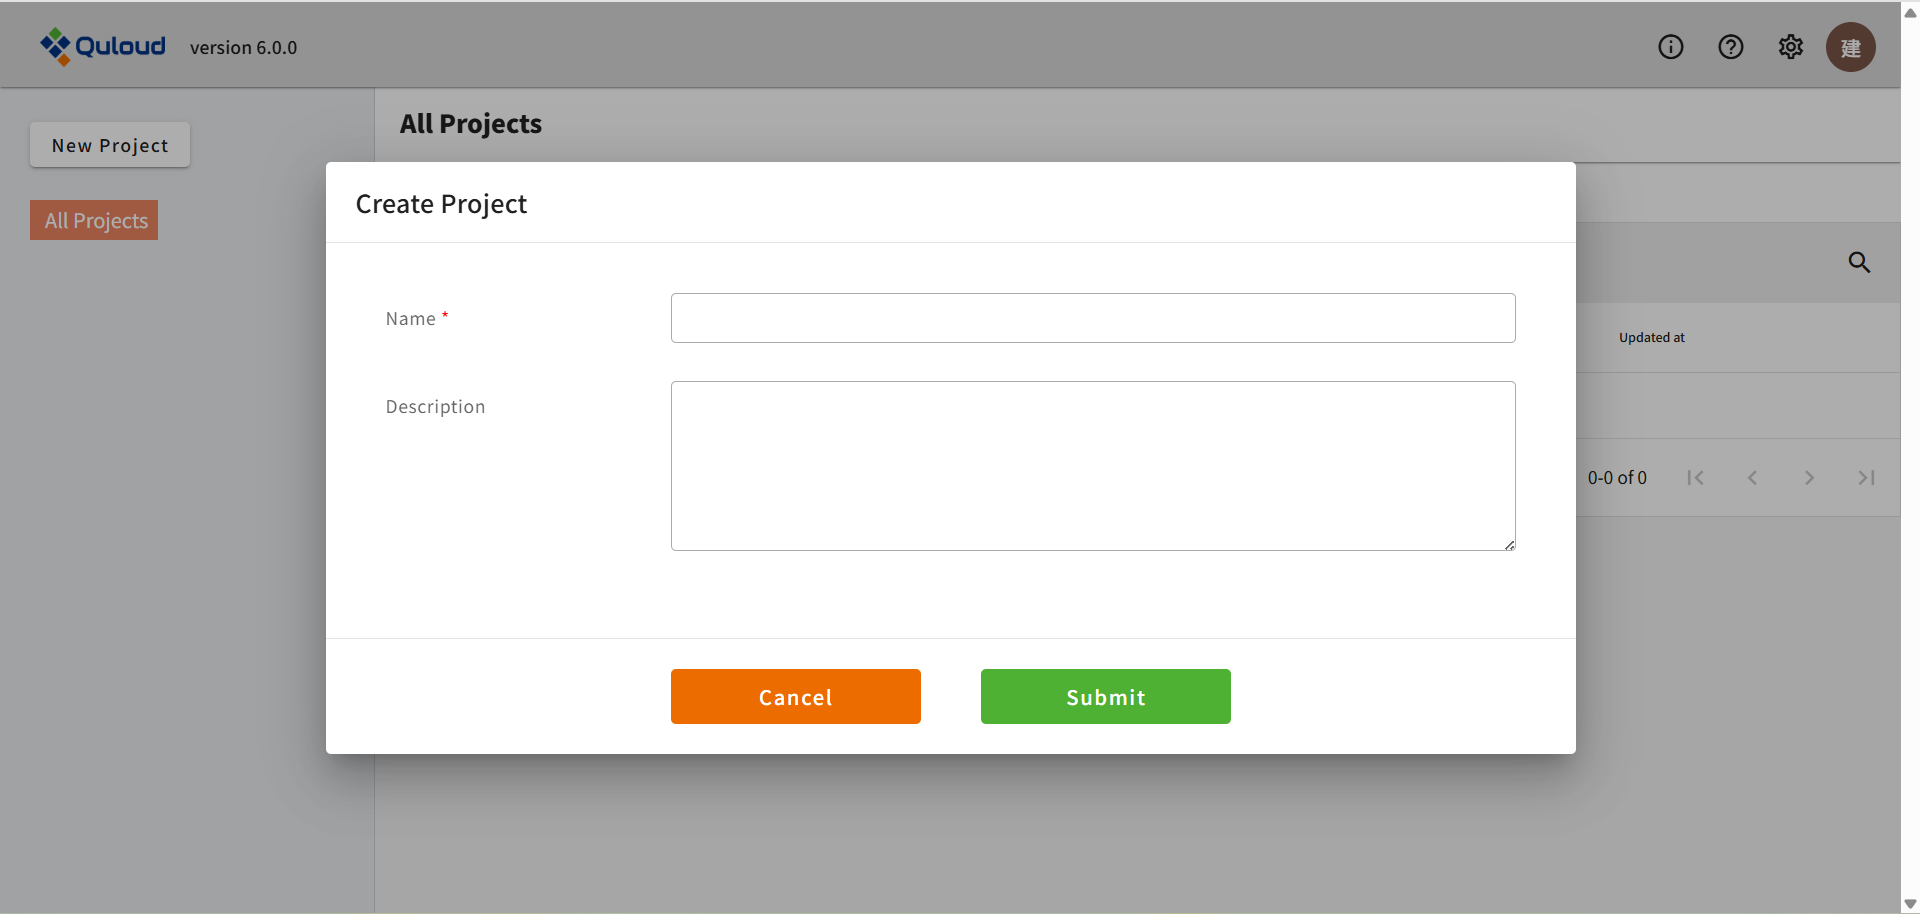 Quloud version 6.0.0 建
New Project
All Projects
All Projects
Create Project
Name *
Description
Updated at
0-0 of 0
Cancel Submit